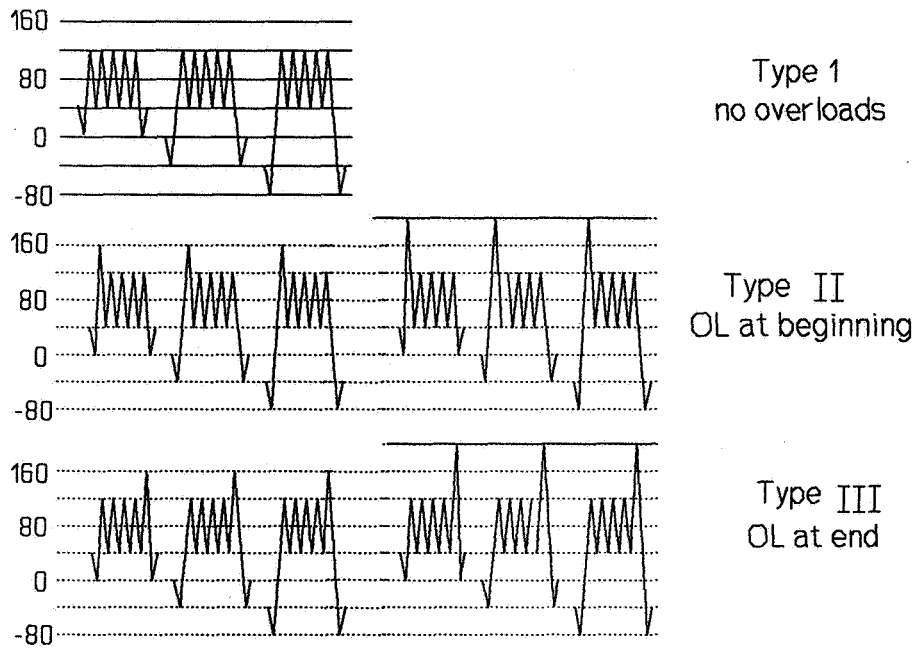 160
80
0
-80
Type 1
no overloads
160
80
0
-80
Type II
OL at beginning
160
80
0
-80
Type III
OL at end